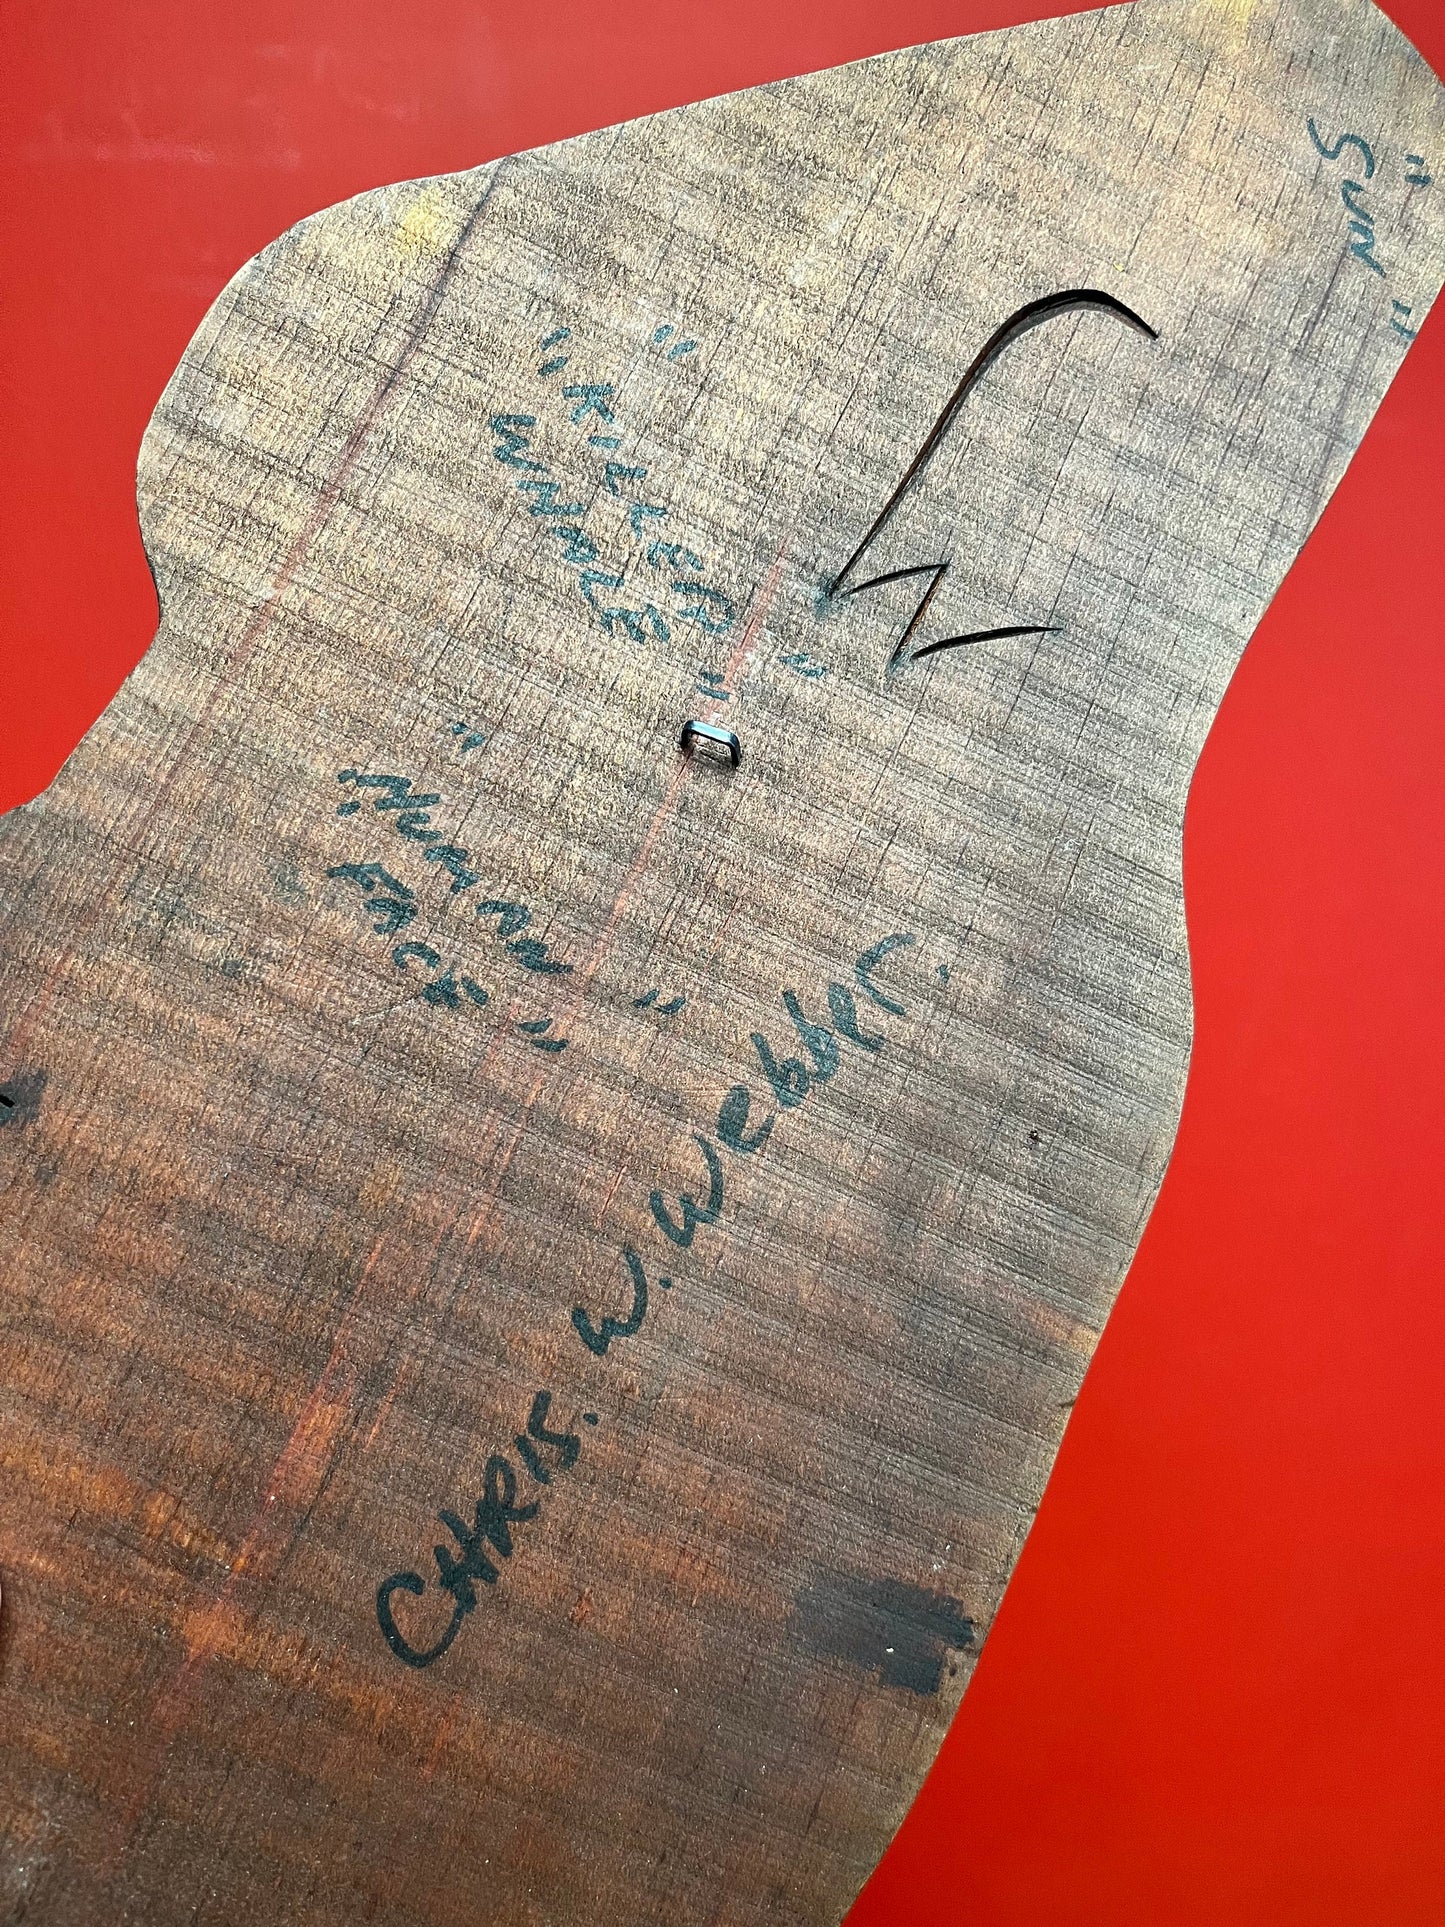 "SUN"
"KILLER"
WHALE"
"HUMAN"
FACE"
CHRIS. W. Webber.